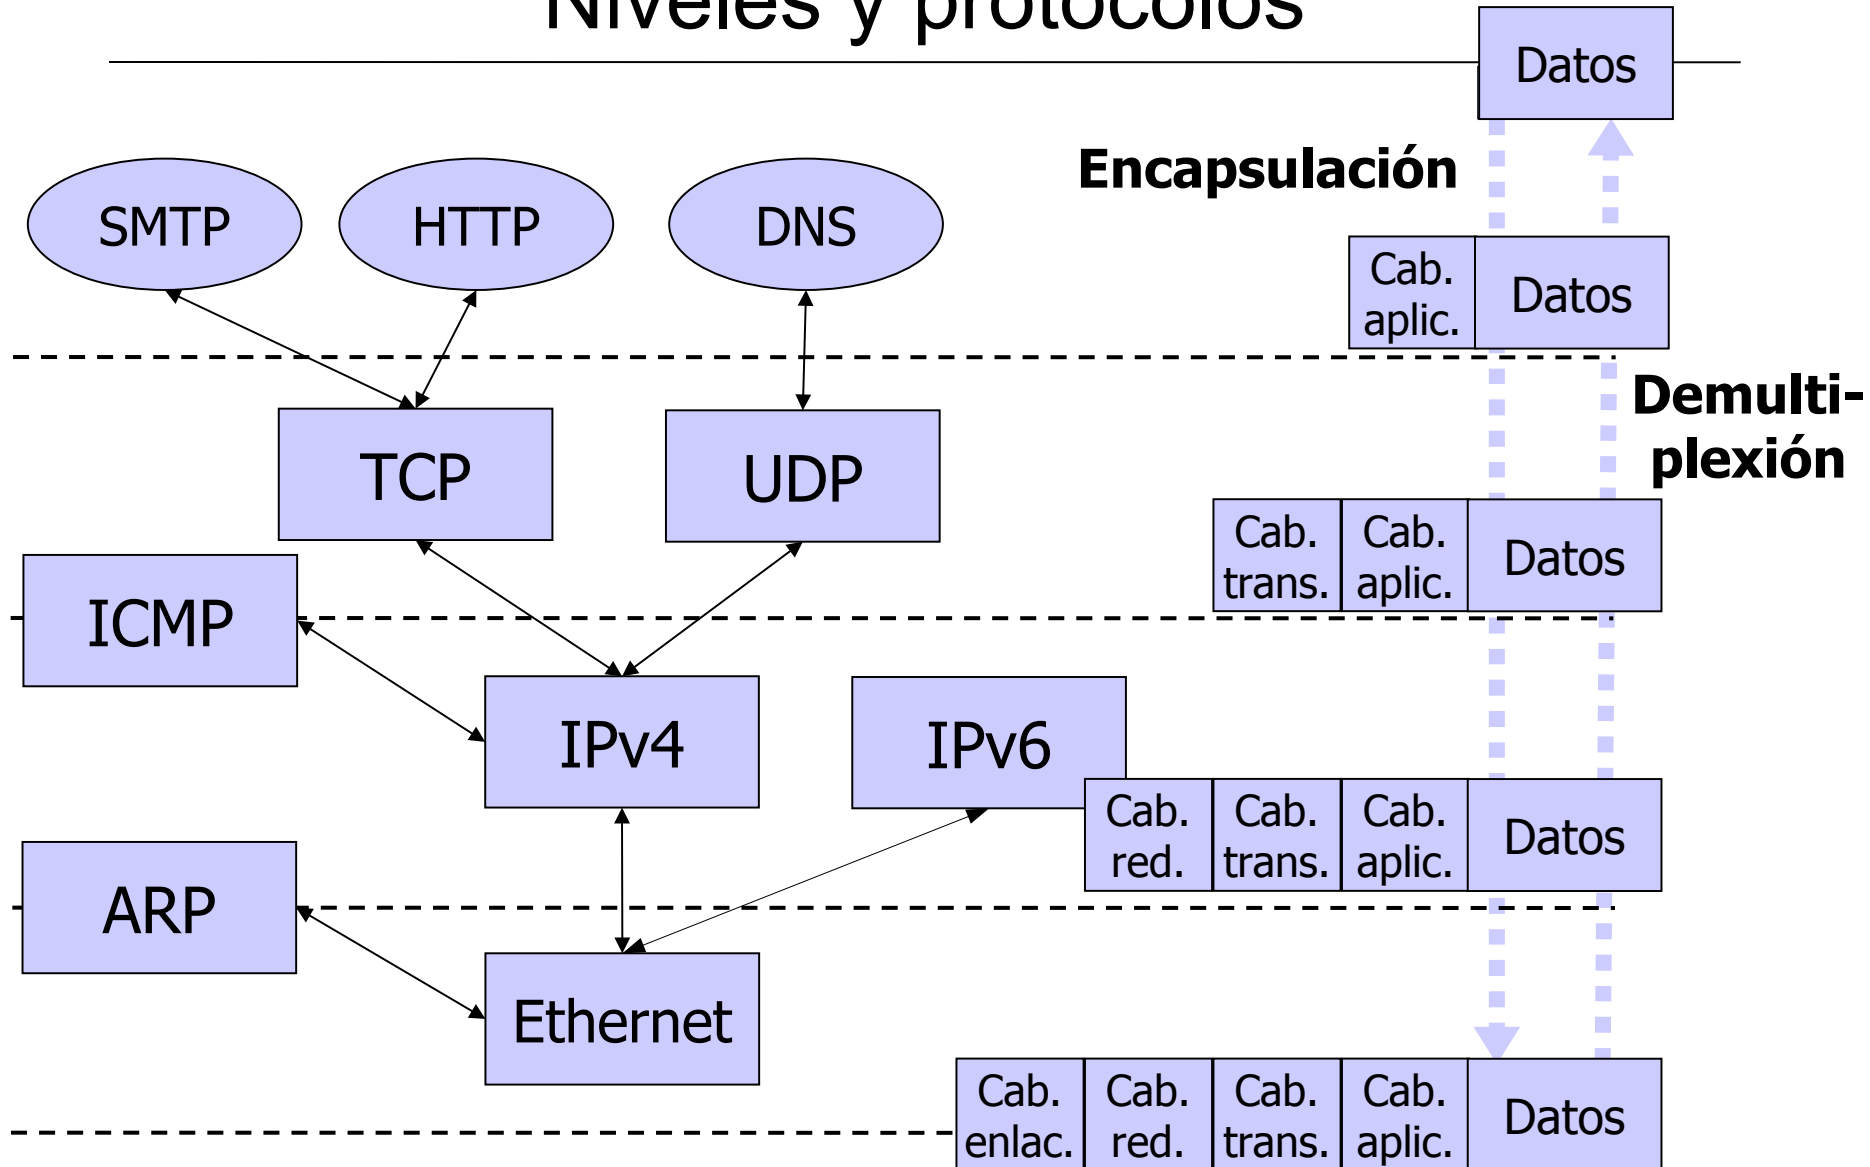 Niveles y protocolos
Datos
Encapsulación
SMTP
HTTP
DNS
Cab.
aplic.
Datos
Demulti-
plexión
TCP
UDP
Cab.
trans.
Cab.
aplic.
Datos
ICMP
IPv4
IPv6
Cab.
red.
Cab.
trans.
Cab.
aplic.
Datos
ARP
Ethernet
Cab.
enlac.
Cab.
red.
Cab.
trans.
Cab.
aplic.
Datos